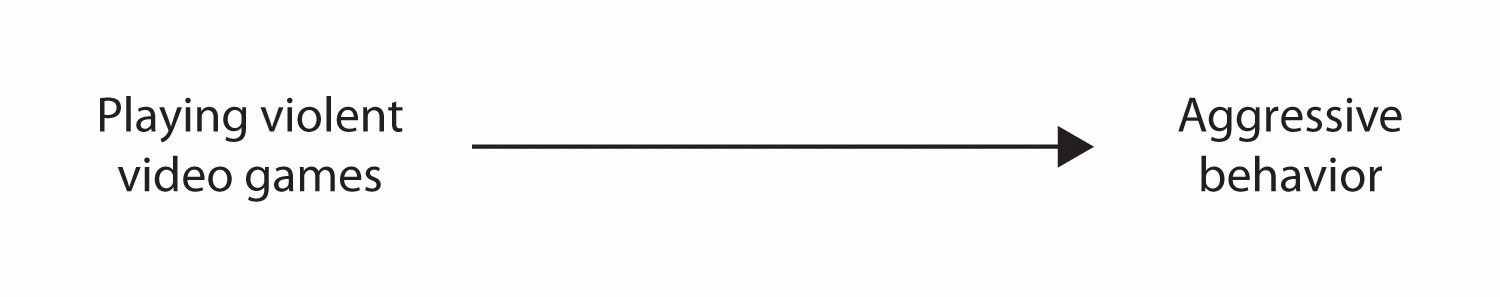 Playing violent
video games
Aggressive
behavior